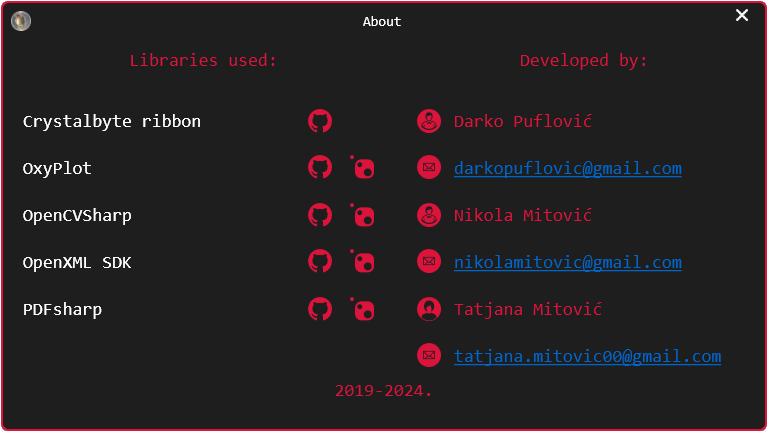 About
Libraries used:
Developed by:
Crystalbyte ribbon
Darko Puflović
OxyPlot
darkopuflovic@gmail.com
OpenCVSharp
Nikola Mitović
OpenXML SDK
nikolamitovic@gmail.com
PDFsharp
Tatjana Mitović
tatjana.mitovic00@gmail.com
2019-2024.